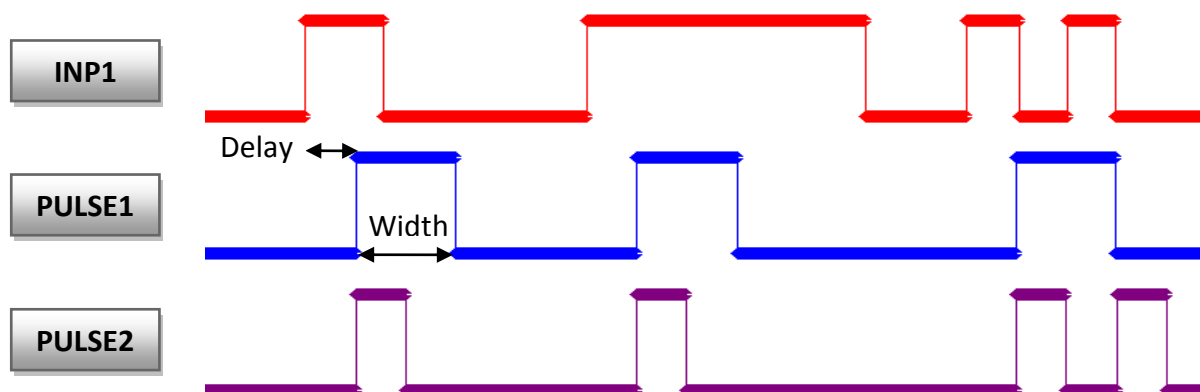 INP1
Delay
PULSE1
Width
PULSE2